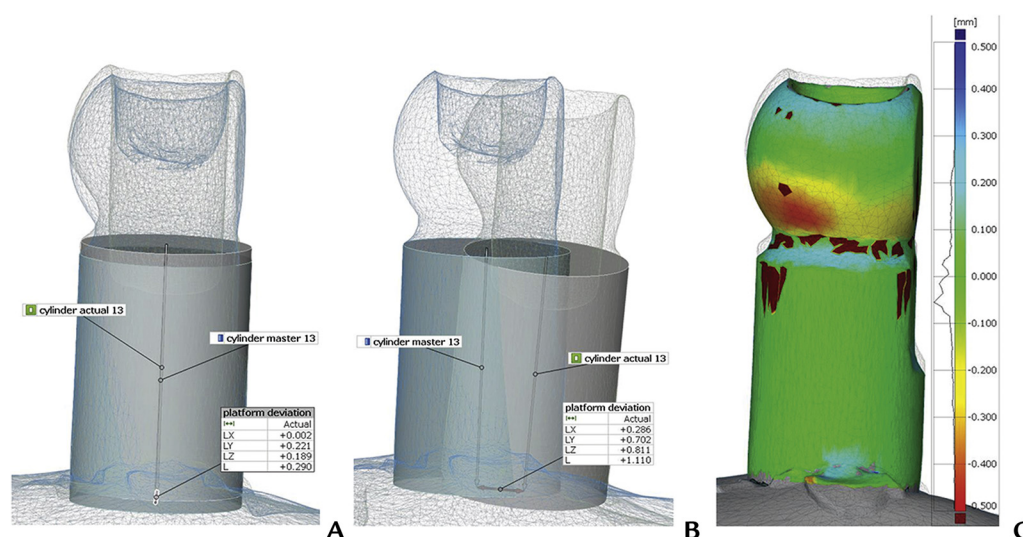 cylinder actual 13
cylinder master 13
platform deviation
Actual
LX +0.002
LY +0.221
LZ +0.189
L +0.290
A
cylinder master 13
cylinder actual 13
platform deviation
Actual
LX +0.286
LY +0.702
LZ +0.811
L +1.110
B
[mm]
0.500
0.400
0.300
0.200
0.100
0.000
-0.100
-0.200
-0.300
-0.400
0.500
C